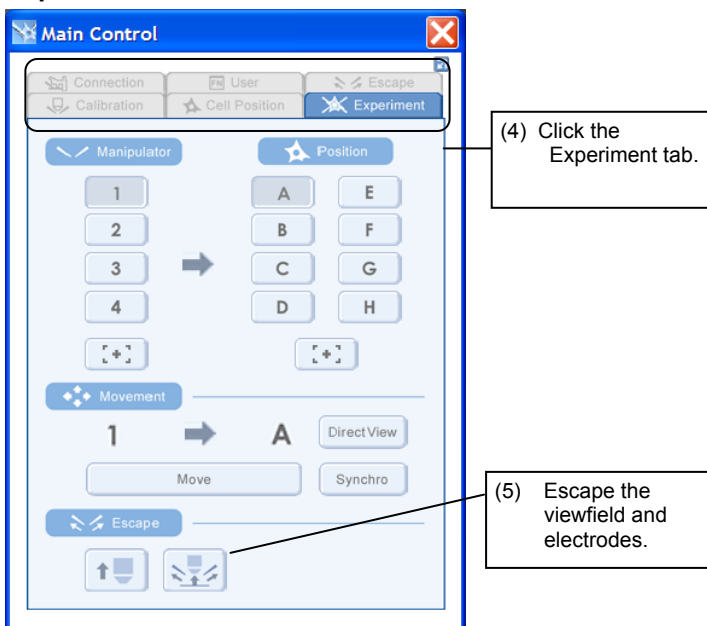 Main Control
Connection FN User Escape
Calibration Cell Position Experiment
(4) Click the
Experiment tab.
Manipulator Position
1 A E
2 B F
3 C G
4 D H
[+] [+]
Movement
1 A Direct View
Move Synchro
(5) Escape the
viewfield and
electrodes.
Escape